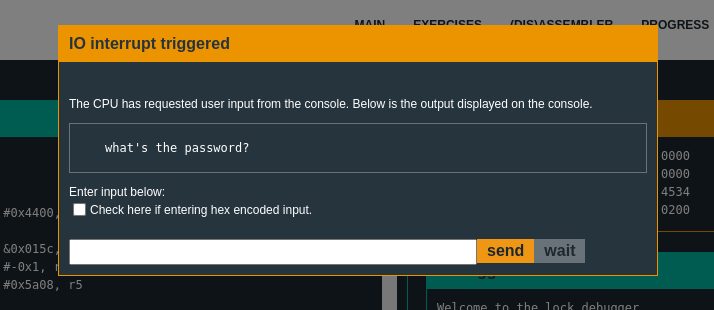 MAIN EXERCISES (DIS)ASSEMBLER PROGRESS
IO interrupt triggered
The CPU has requested user input from the console. Below is the output displayed on the console.
what's the password?
0000
0000
4534
0200
Enter input below:
Check here if entering hex encoded input.
#0x4400,
&0x015c,
#-0x1, r
#0x5a08, r5
send wait
Welcome to the lock debugger